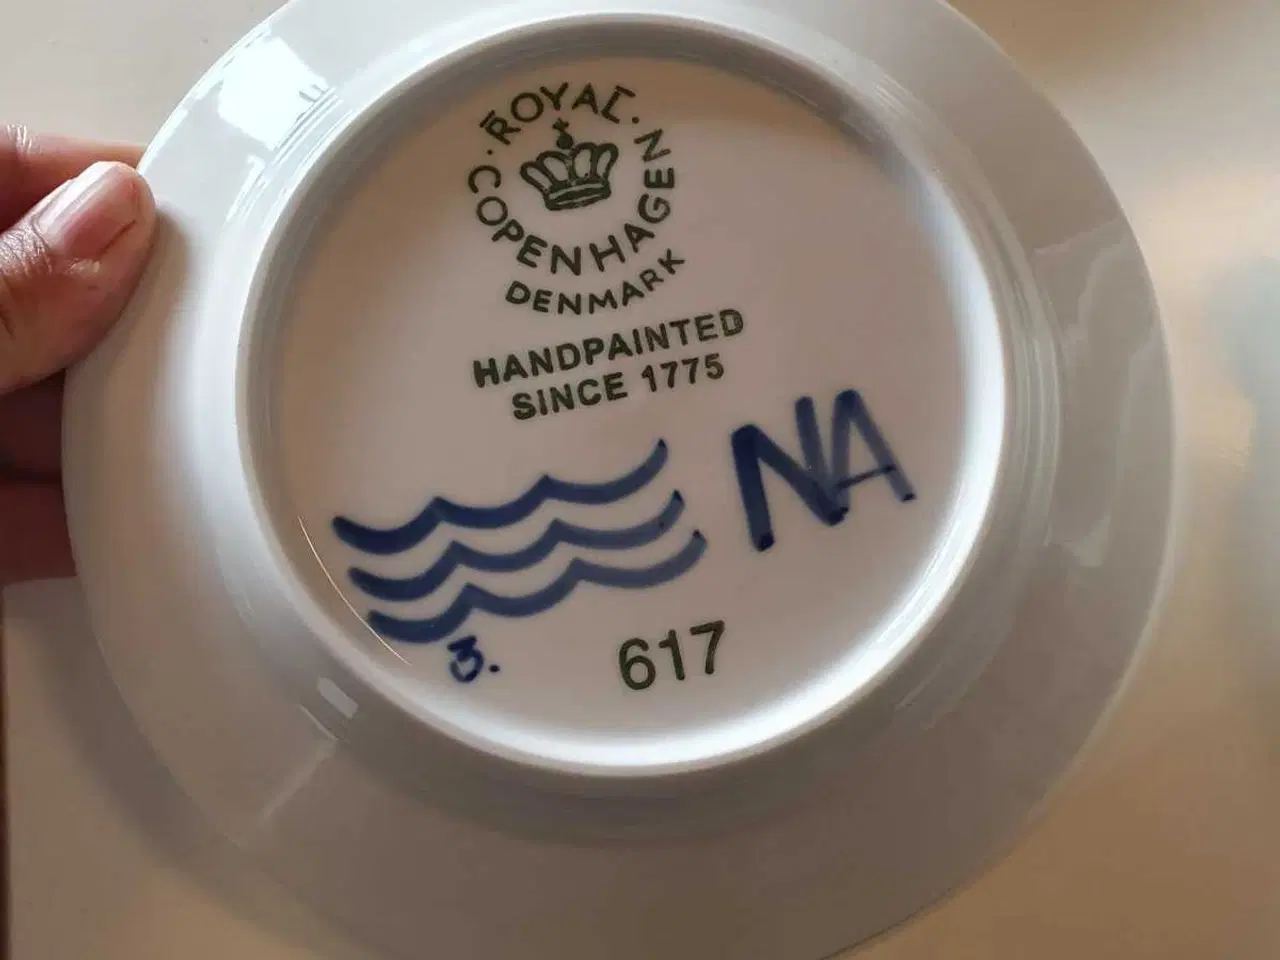 ROYAL
COPENHAGEN
DENMARK
HANDPAINTED
SINCE 1775
NA
3.
617